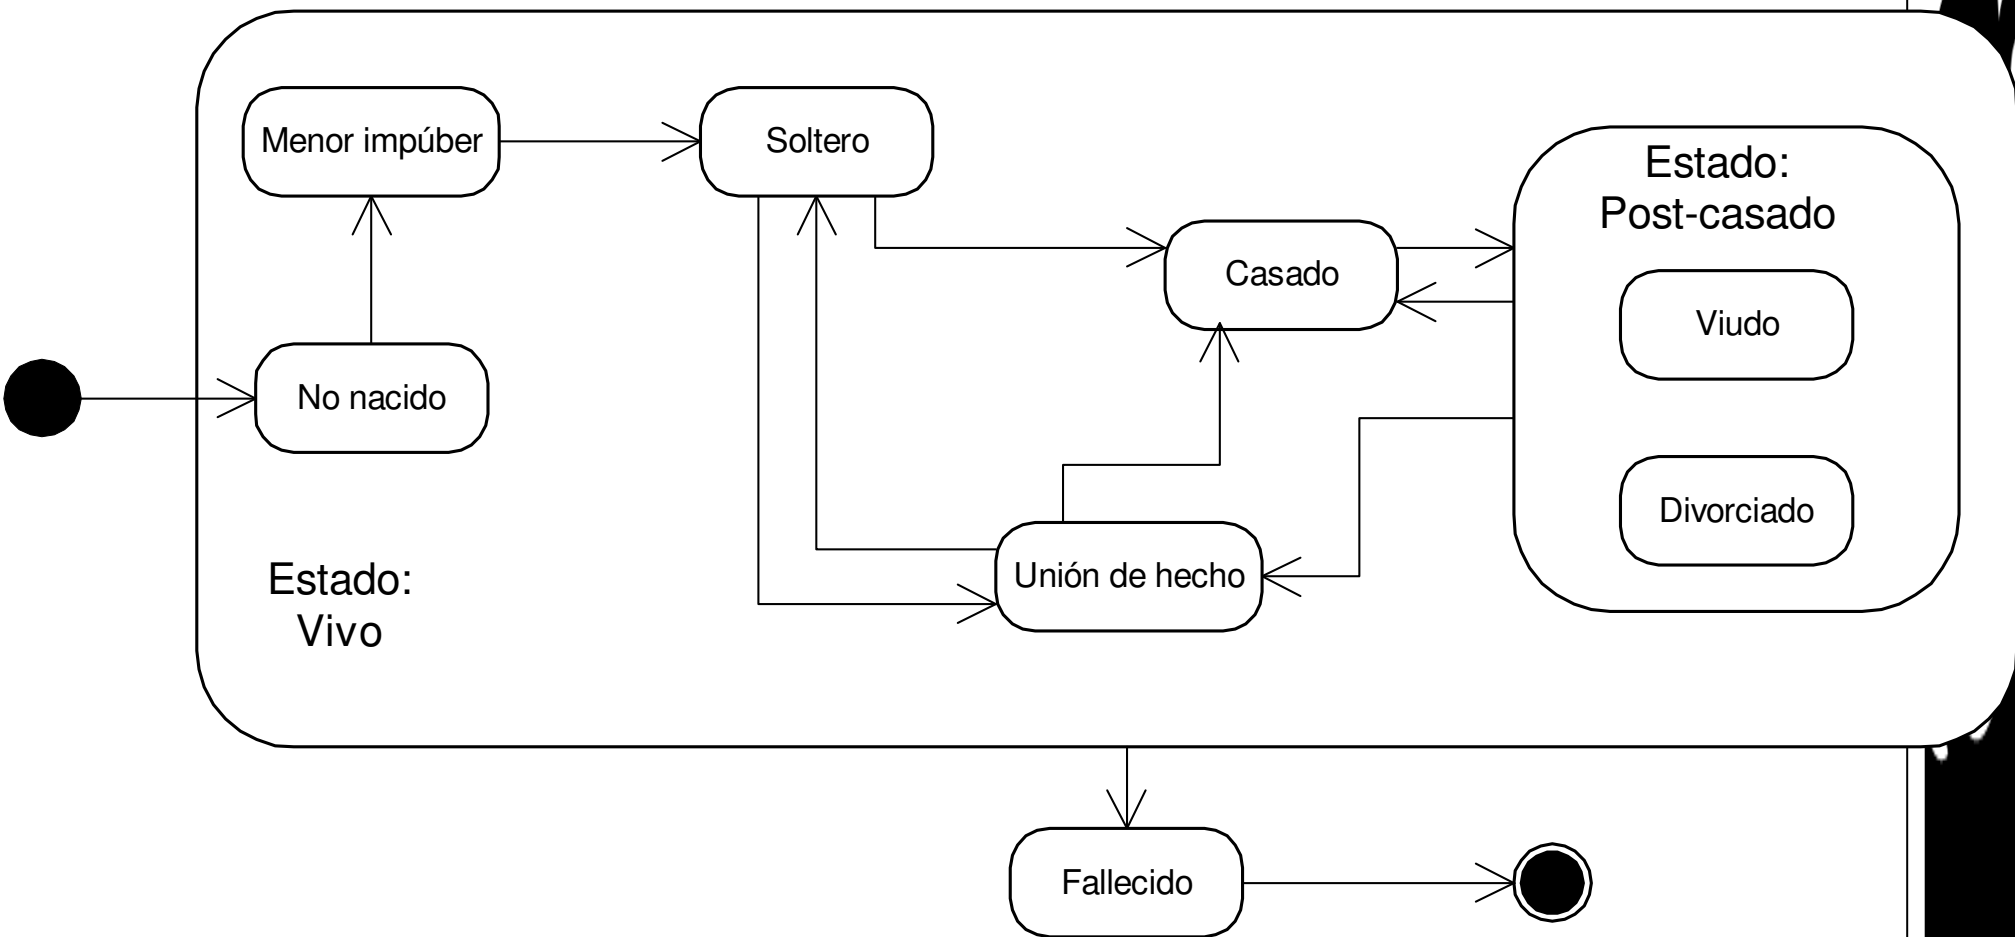 Menor impúber
Soltero
Estado:
Post-casado
Casado
Viudo
No nacido
Divorciado
Unión de hecho
Estado:
Vivo
Fallecido